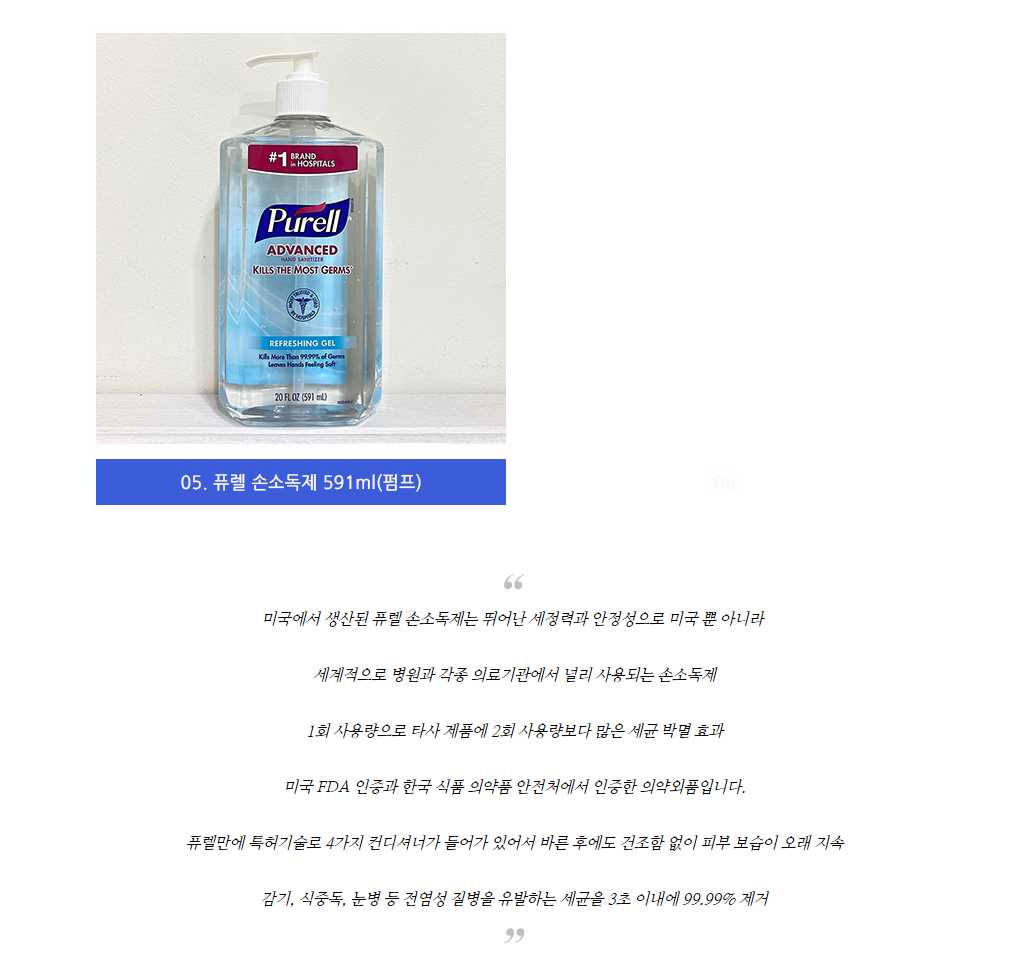 #1 BRAND
in HOSPITALS
Purell
ADVANCED
HAND SANITIZER
KILLS THE MOST GERMS*
MOST TRUSTED & USED
BY HOSPITALS
REFRESHING GEL
Kills More Than 99.99% of Germs
Leaves Hands Feeling Soft
20 FL OZ (591 mL)
05. 퓨렐 손소독제 591ml(펌프)
06.
“
미국에서 생산된 퓨렐 손소독제는 뛰어난 세정력과 안정성으로 미국 뿐 아니라
세계적으로 병원과 각종 의료기관에서 널리 사용되는 손소독제
1회 사용량으로 타사 제품에 2회 사용량보다 많은 세균 박멸 효과
미국 FDA 인증과 한국 식품 의약품 안전처에서 인증한 의약외품입니다.
퓨렐만에 특허기술로 4가지 컨디셔너가 들어가 있어서 바른 후에도 건조함 없이 피부 보습이 오래 지속
감기, 식중독, 눈병 등 전염성 질병을 유발하는 세균을 3초 이내에 99.99% 제거
”